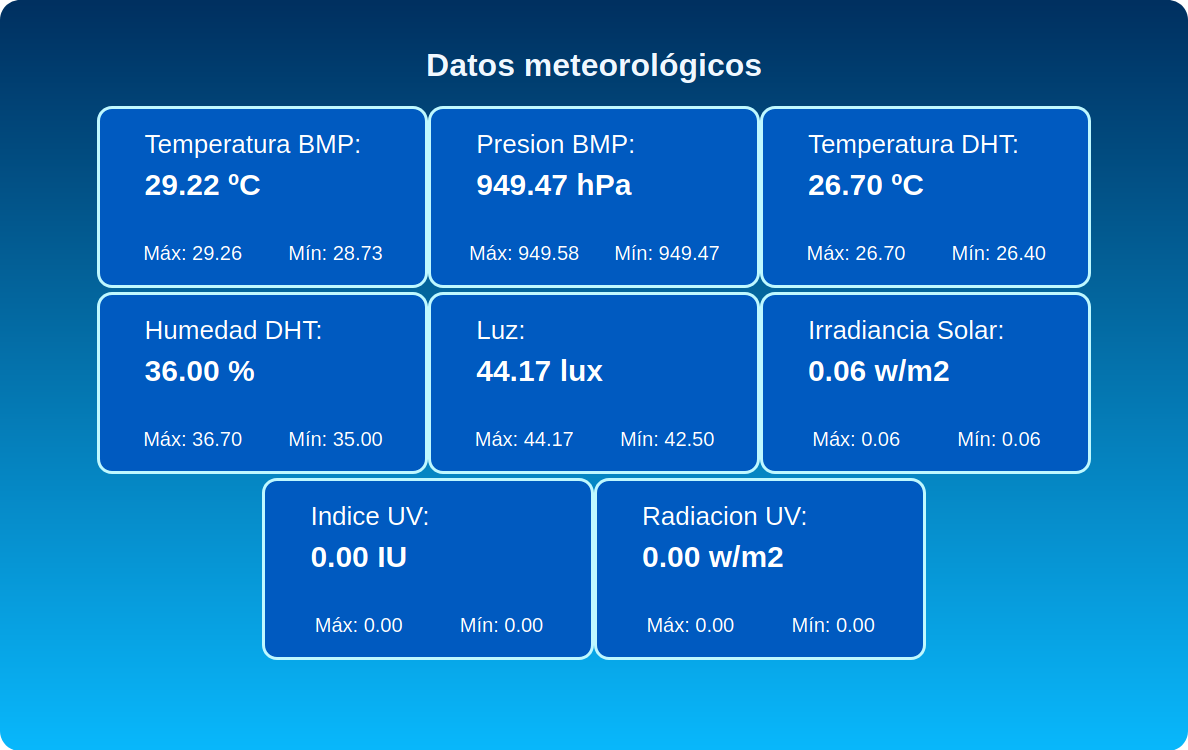 Datos meteorológicos
Temperatura BMP:
29.22 ºC
Máx: 29.26 Mín: 28.73
Presion BMP:
949.47 hPa
Máx: 949.58 Mín: 949.47
Temperatura DHT:
26.70 ºC
Máx: 26.70 Mín: 26.40
Humedad DHT:
36.00 %
Máx: 36.70 Mín: 35.00
Luz:
44.17 lux
Máx: 44.17 Mín: 42.50
Irradiancia Solar:
0.06 w/m2
Máx: 0.06 Mín: 0.06
Indice UV:
0.00 IU
Máx: 0.00 Mín: 0.00
Radiacion UV:
0.00 w/m2
Máx: 0.00 Mín: 0.00